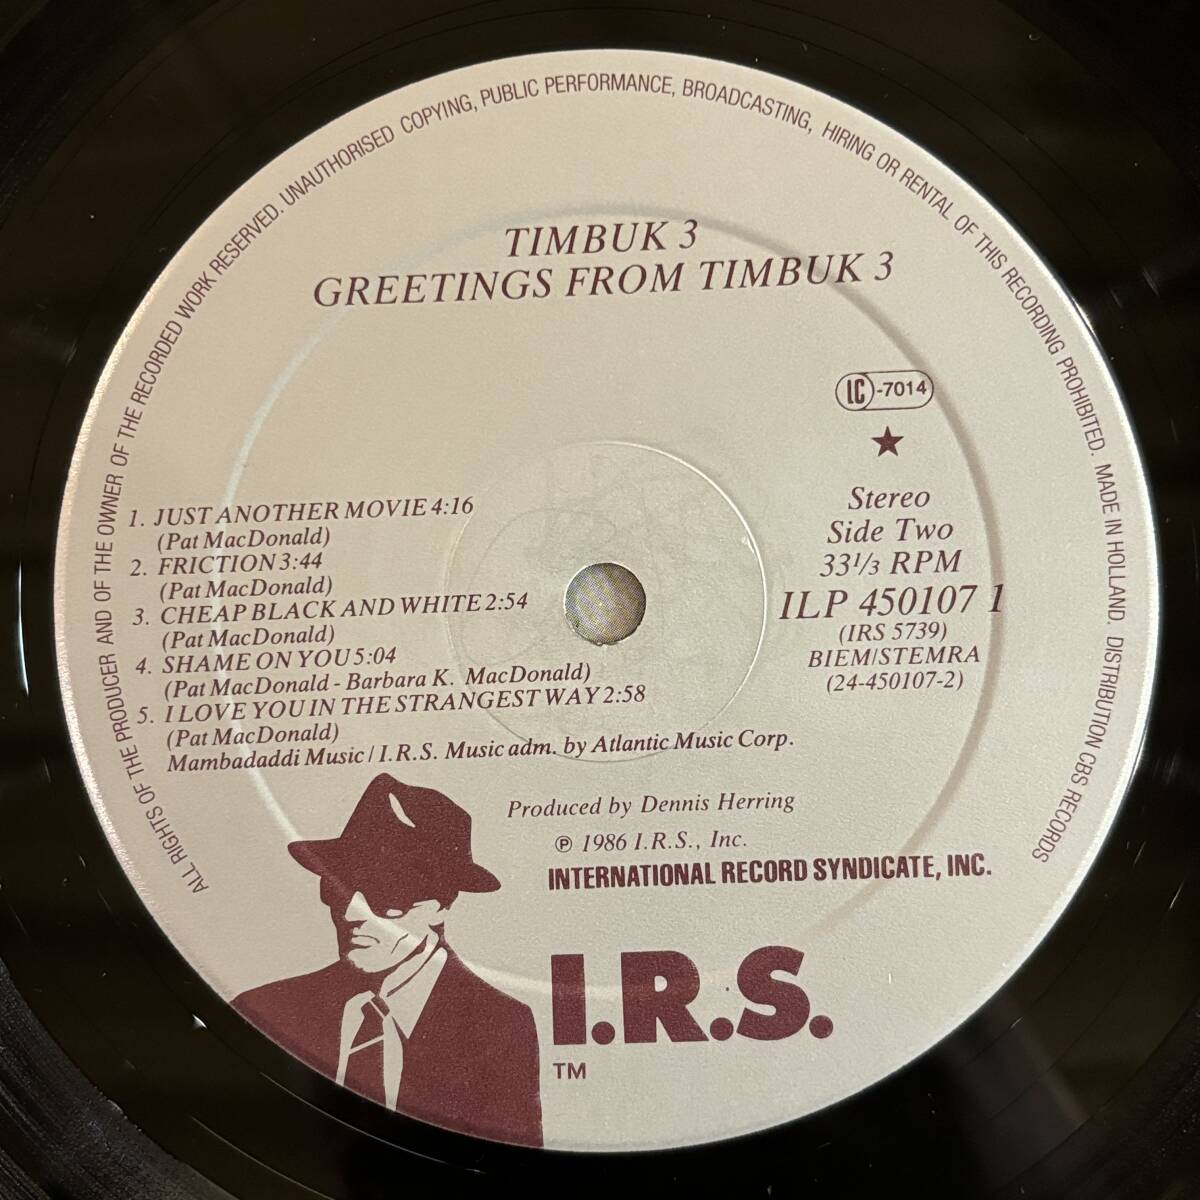 ALL RIGHTS OF THE PRODUCER AND OF THE OWNER OF THE RECORDED WORK RESERVED. UNAUTHORISED COPYING, PUBLIC PERFORMANCE, BROADCASTING, HIRING OR RENTAL OF THIS RECORDING PROHIBITED. MADE IN HOLLAND. DISTRIBUTION CBS RECORDS
TIMBUK 3
GREETINGS FROM TIMBUK 3
LC-7014
★
Stereo
Side Two
33⅓ RPM
ILP 450107 1
(IRS 5739)
BIEM/STEMRA
(24-450107-2)
1. JUST ANOTHER MOVIE 4:16
(Pat MacDonald)
2. FRICTION 3:44
(Pat MacDonald)
3. CHEAP BLACK AND WHITE 2:54
(Pat MacDonald)
4. SHAME ON YOU 5:04
(Pat MacDonald - Barbara K. MacDonald)
5. I LOVE YOU IN THE STRANGEST WAY 2:58
(Pat MacDonald)
Mambadaddi Music / I.R.S. Music adm. by Atlantic Music Corp.
Produced by Dennis Herring
℗ 1986 I.R.S., Inc.
INTERNATIONAL RECORD SYNDICATE, INC.
I.R.S.
TM